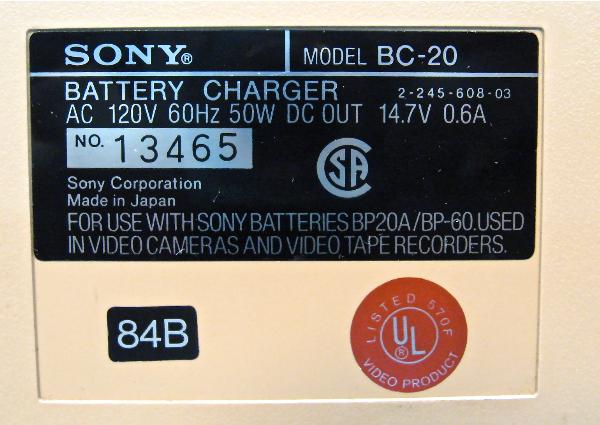 SONY® MODEL BC-20
BATTERY CHARGER 2-245-608-03
AC 120V 60Hz 50W DC OUT 14.7V 0.6A
NO. 13465
SA
Sony Corporation
Made in Japan
FOR USE WITH SONY BATTERIES BP20A/BP-60.USED
IN VIDEO CAMERAS AND VIDEO TAPE RECORDERS.
84B
LISTED 570F
UL®
VIDEO PRODUCT